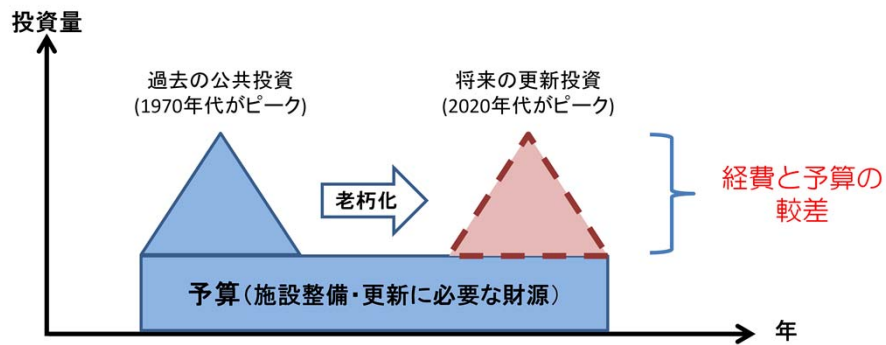 投資量
過去の公共投資
(1970年代がピーク)
将来の更新投資
(2020年代がピーク)
老朽化
経費と予算の
較差
予算(施設整備・更新に必要な財源)
年